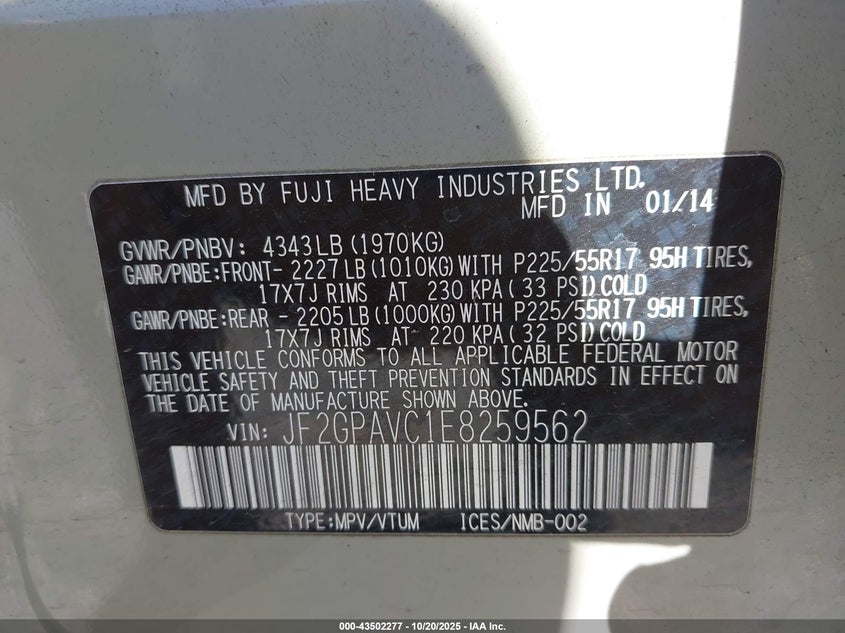 MFD BY FUJI HEAVY INDUSTRIES LTD.
MFD IN 01/14
GVWR/PNBV: 4343LB(1970KG)
GAWR/PNBE:FRONT- 2227LB(1010KG)WITH P225/55R17 95H TIRES,
17X7J RIMS AT 230 KPA(33 PSI)COLD
GAWR/PNBE:REAR - 2205LB(1000KG)WITH P225/55R17 95H TIRES,
17X7J RIMS AT 220 KPA(32 PSI)COLD
THIS VEHICLE CONFORMS TO ALL APPLICABLE FEDERAL MOTOR
VEHICLE SAFETY AND THEFT PREVENTION STANDARDS IN EFFECT ON
THE DATE OF MANUFACTURE SHOWN ABOVE.
VIN: JF2GPAVC1E8259562
TYPE:MPV/VTUM ICES/NMB-002
000-43502277 - 10/20/2025 - IAA Inc.